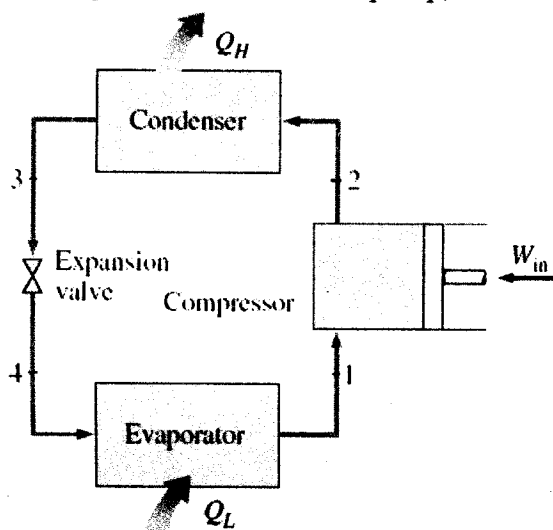 Q_H
Condenser
3
2
Expansion
valve
Compressor
W_in
4
1
Evaporator
Q_L